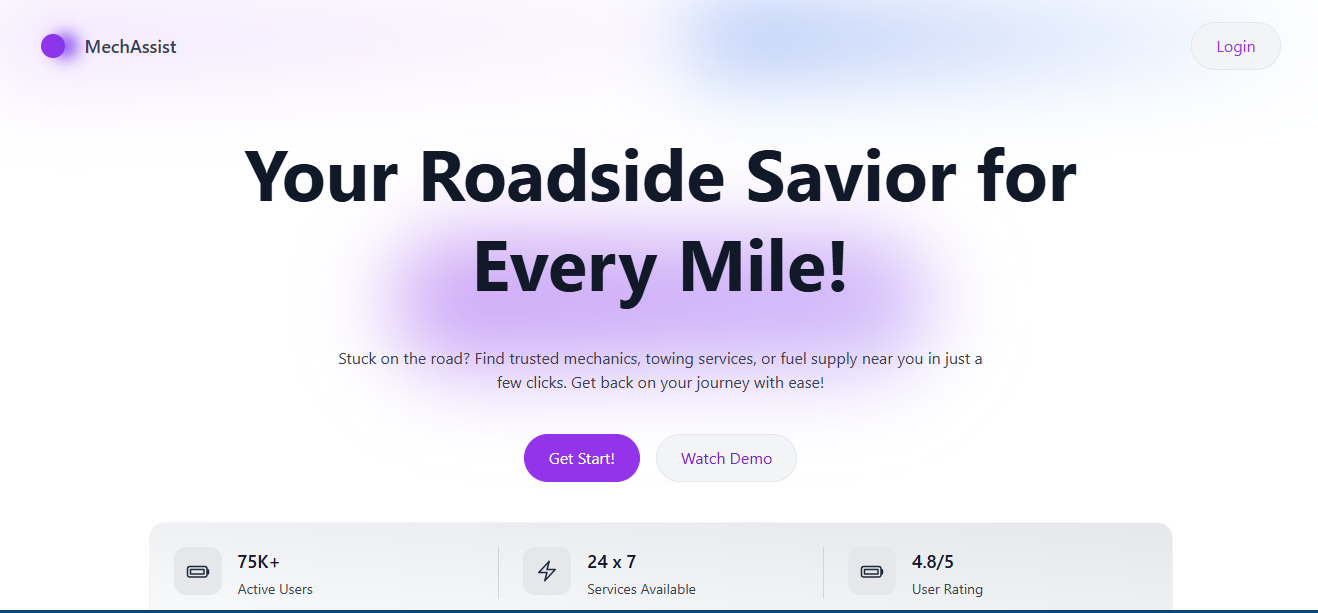 MechAssist
Login
Your Roadside Savior for
Every Mile!
Stuck on the road? Find trusted mechanics, towing services, or fuel supply near you in just a
few clicks. Get back on your journey with ease!
Get Start!
Watch Demo
75K+
Active Users
24 x 7
Services Available
4.8/5
User Rating